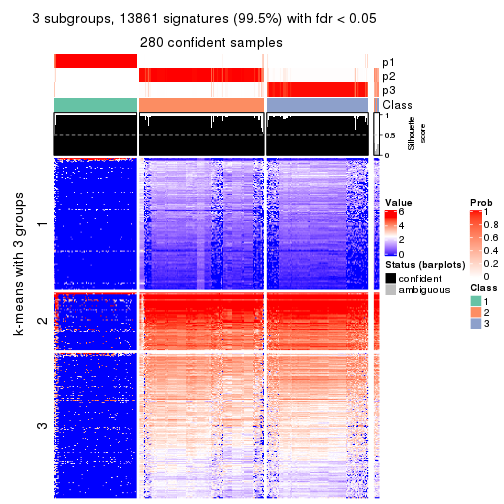 3 subgroups, 13861 signatures (99.5%) with fdr < 0.05
280 confident samples
p1
p2
p3
Class
1
0.5
0
Silhouette
score
k-means with 3 groups
1
2
3
Value
6
4
2
0
Status (barplots)
confident
ambiguous
Prob
1
0.8
0.6
0.4
0.2
0
Class
1
2
3